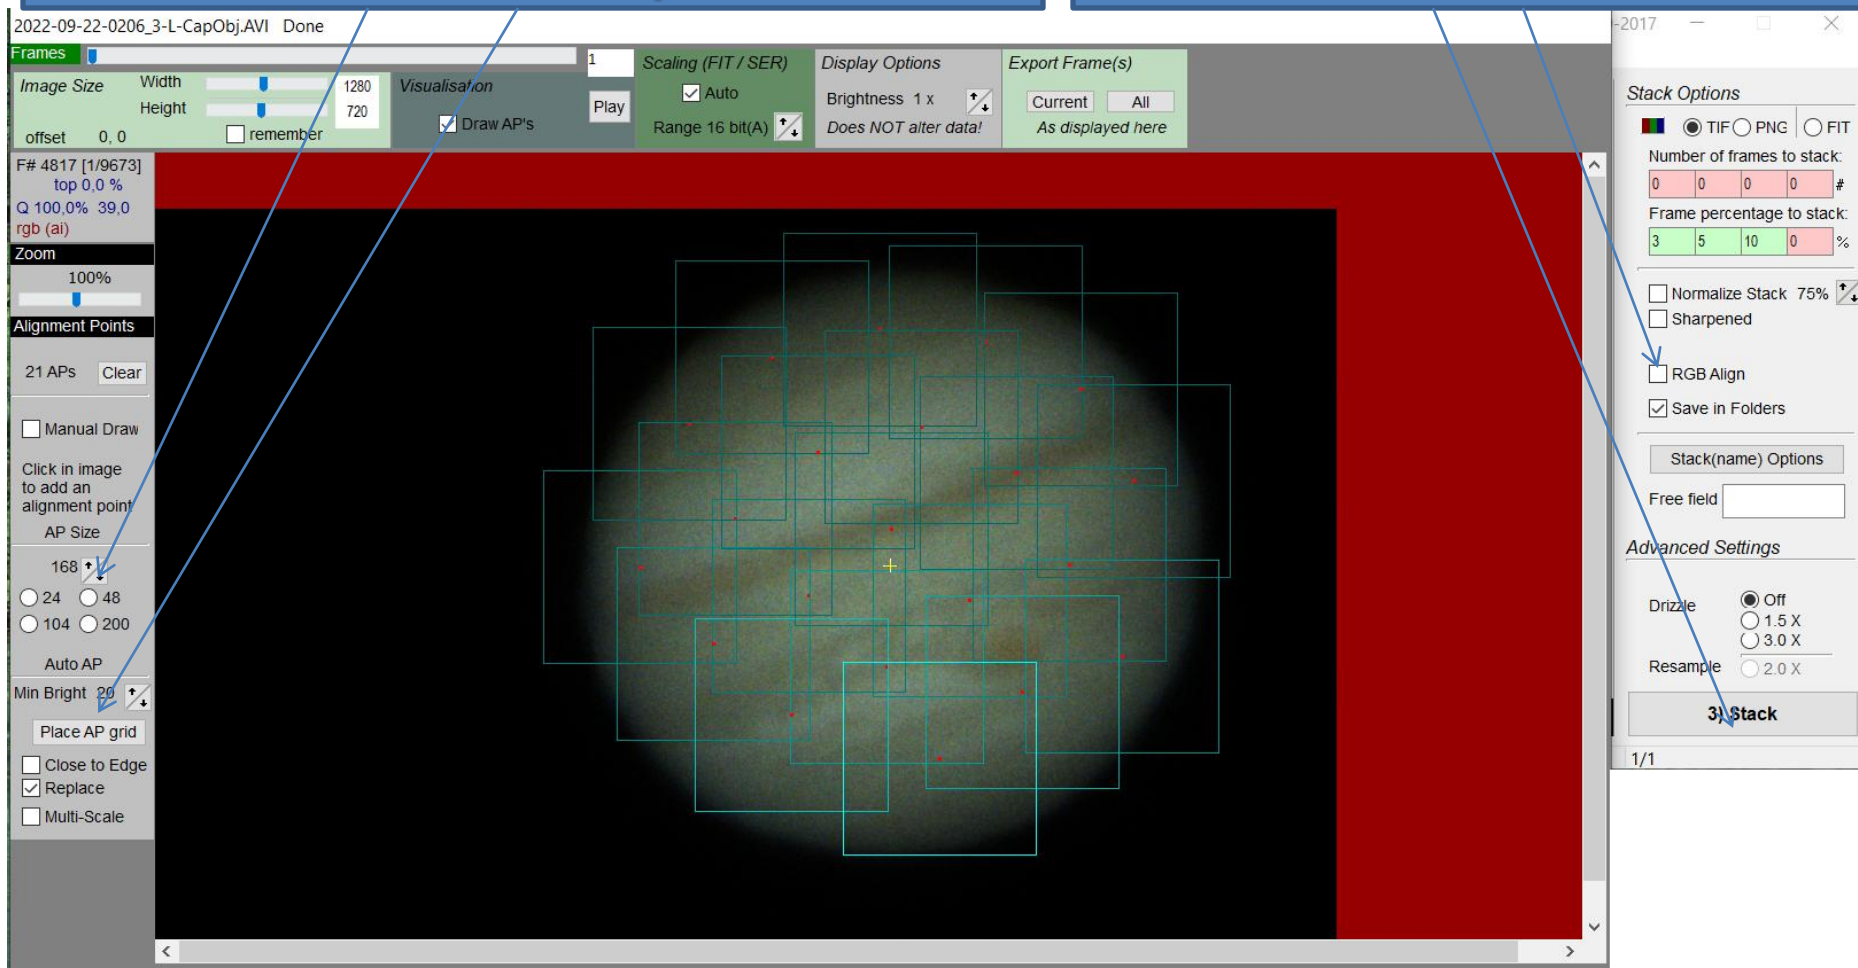 2022-09-22-0206_3-L-CapObj.AVI Done
-2017
Frames
1
Image Size
Width
1280
Height
720
offset 0, 0
remember
Visualisation
Draw AP's
Play
Scaling (FIT / SER)
Auto
Range 16 bit(A)
Display Options
Brightness 1 x
Does NOT alter data!
Export Frame(s)
Current All
As displayed here
F# 4817 [1/9673]
top 0,0 %
Q 100,0% 39,0
rgb (ai)
Zoom
100%
Alignment Points
21 APs Clear
Manual Draw
Click in image
to add an
alignment point
AP Size
168
24 48
104 200
Auto AP
Min Bright 20
Place AP grid
Close to Edge
Replace
Multi-Scale
Stack Options
TIF PNG FIT
Number of frames to stack:
0 0 0 0 #
Frame percentage to stack:
3 5 10 0 %
Normalize Stack 75%
Sharpened
RGB Align
Save in Folders
Stack(name) Options
Free field
Advanced Settings
Drizzle
Off
1.5 X
3.0 X
Resample 2.0 X
3) Stack
1/1